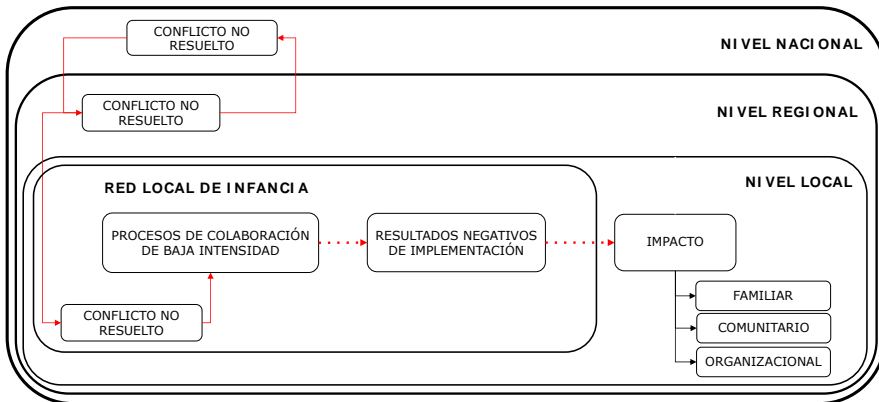 CONFLICTO NO
RESUELTO
NIVEL NACIONAL
CONFLICTO NO
RESUELTO
NIVEL REGIONAL
RED LOCAL DE INFANCIA
NIVEL LOCAL
PROCESOS DE COLABORACIÓN
DE BAJA INTENSIDAD
RESULTADOS NEGATIVOS
DE IMPLEMENTACIÓN
IMPACTO
FAMILIAR
CONFLICTO NO
RESUELTO
COMUNITARIO
ORGANIZACIONAL